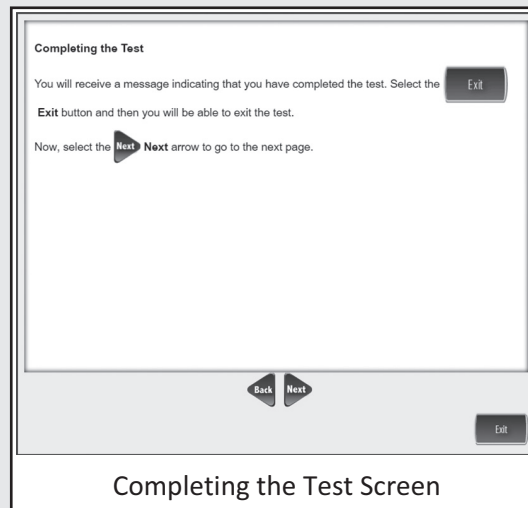 Completing the Test
You will receive a message indicating that you have completed the test. Select the Exit
Exit button and then you will be able to exit the test.
Now, select the Next Next arrow to go to the next page.
Back Next
Exit
Completing the Test Screen